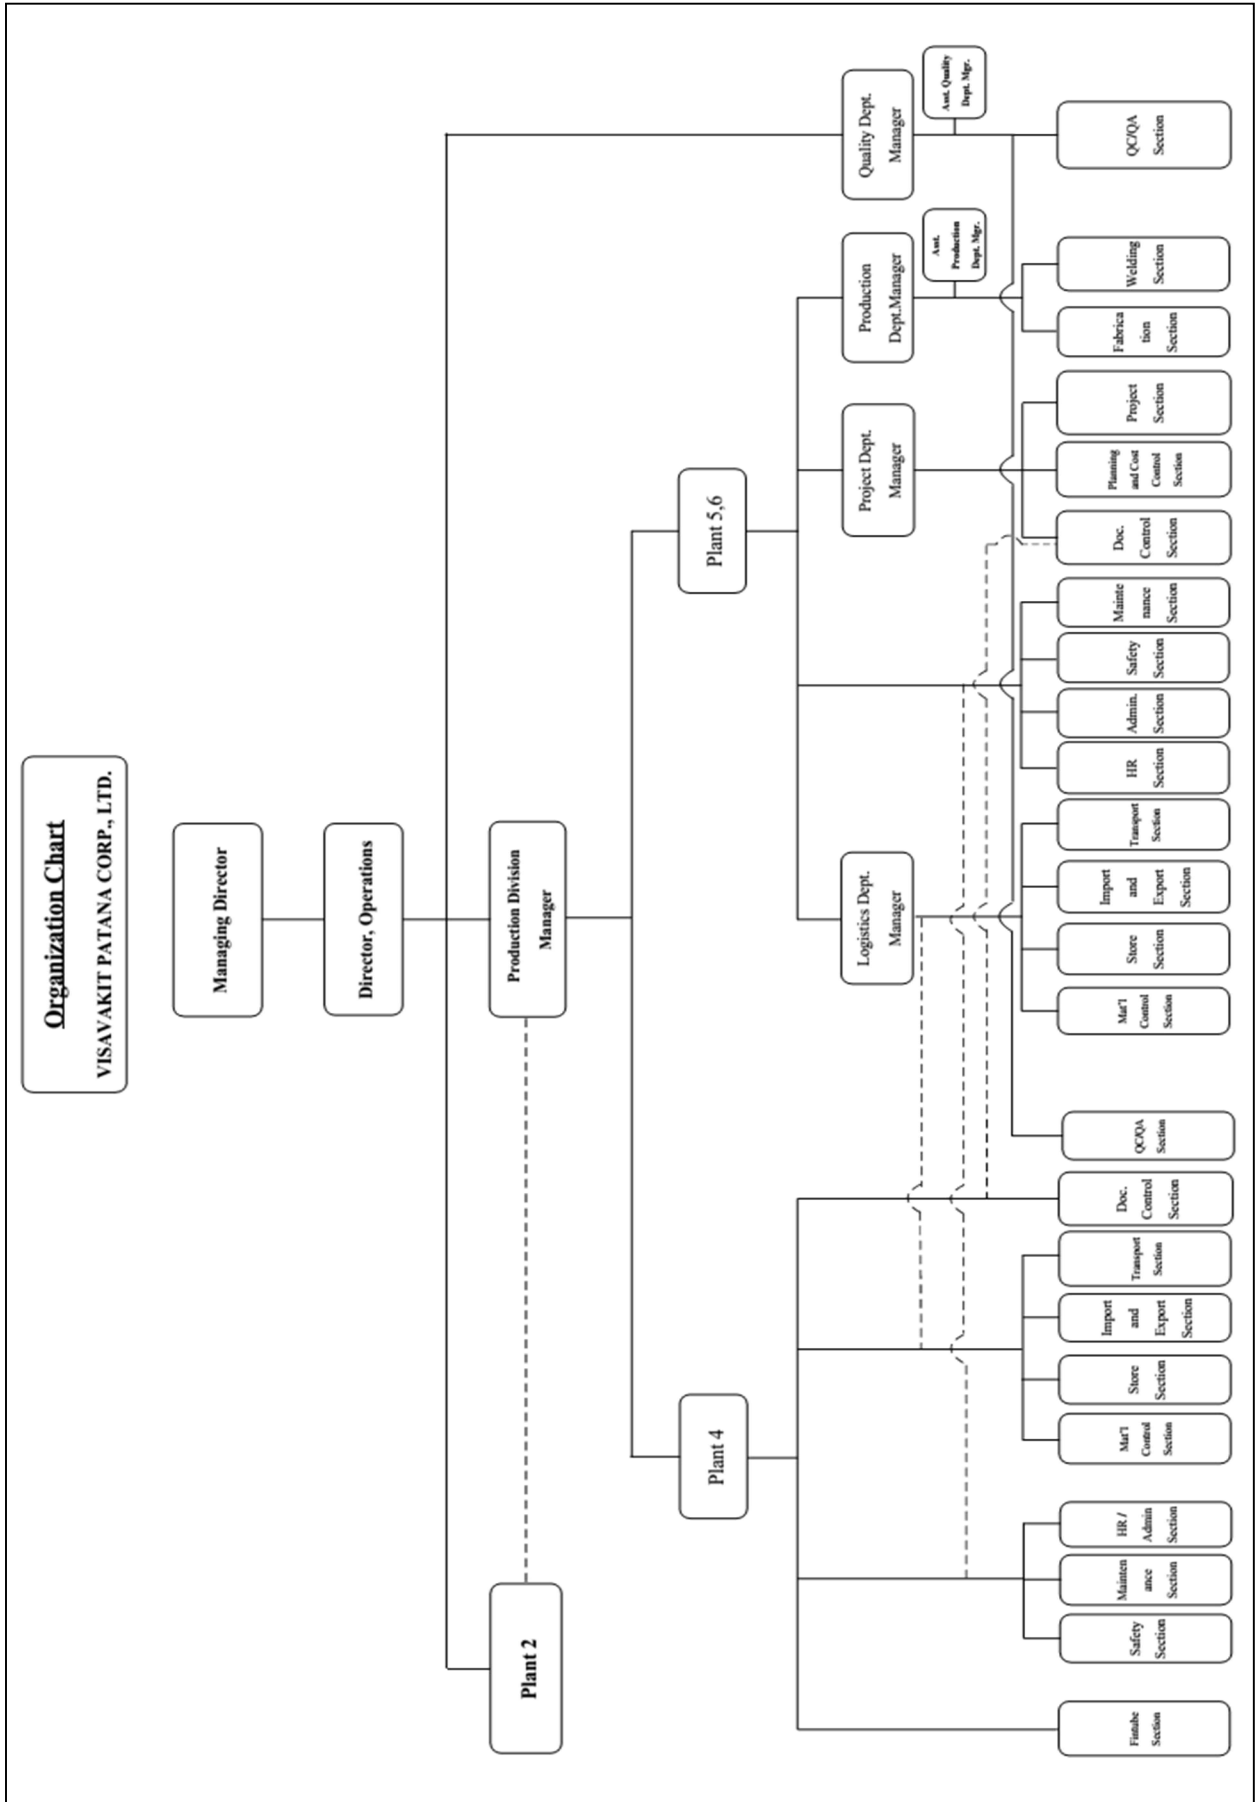 Organization Chart
VISAVAKIT PATANA CORP., LTD.
Managing Director
Director, Operations
Plant 2
Production Division
Manager
Plant 4
Plant 5,6
Logistics Dept.
Manager
Project Dept.
Manager
Production
Dept.Manager
Quality Dept.
Manager
Asst.
Production
Dept. Mgr.
Asst. Quality
Dept. Mgr.
Fintube
Section
Safety
Section
Mainten
ance
Section
HR /
Admin
Section
Mat'l
Control
Section
Store
Section
Import
and
Export
Section
Transport
Section
Doc.
Control
Section
QC/QA
Section
Mat'l
Control
Section
Store
Section
Import
and
Export
Section
Transport
Section
HR
Section
Admin.
Section
Safety
Section
Mainte
nance
Section
Doc.
Control
Section
Planning
and Cost
Control
Section
Project
Section
Fabrica
tion
Section
Welding
Section
QC/QA
Section